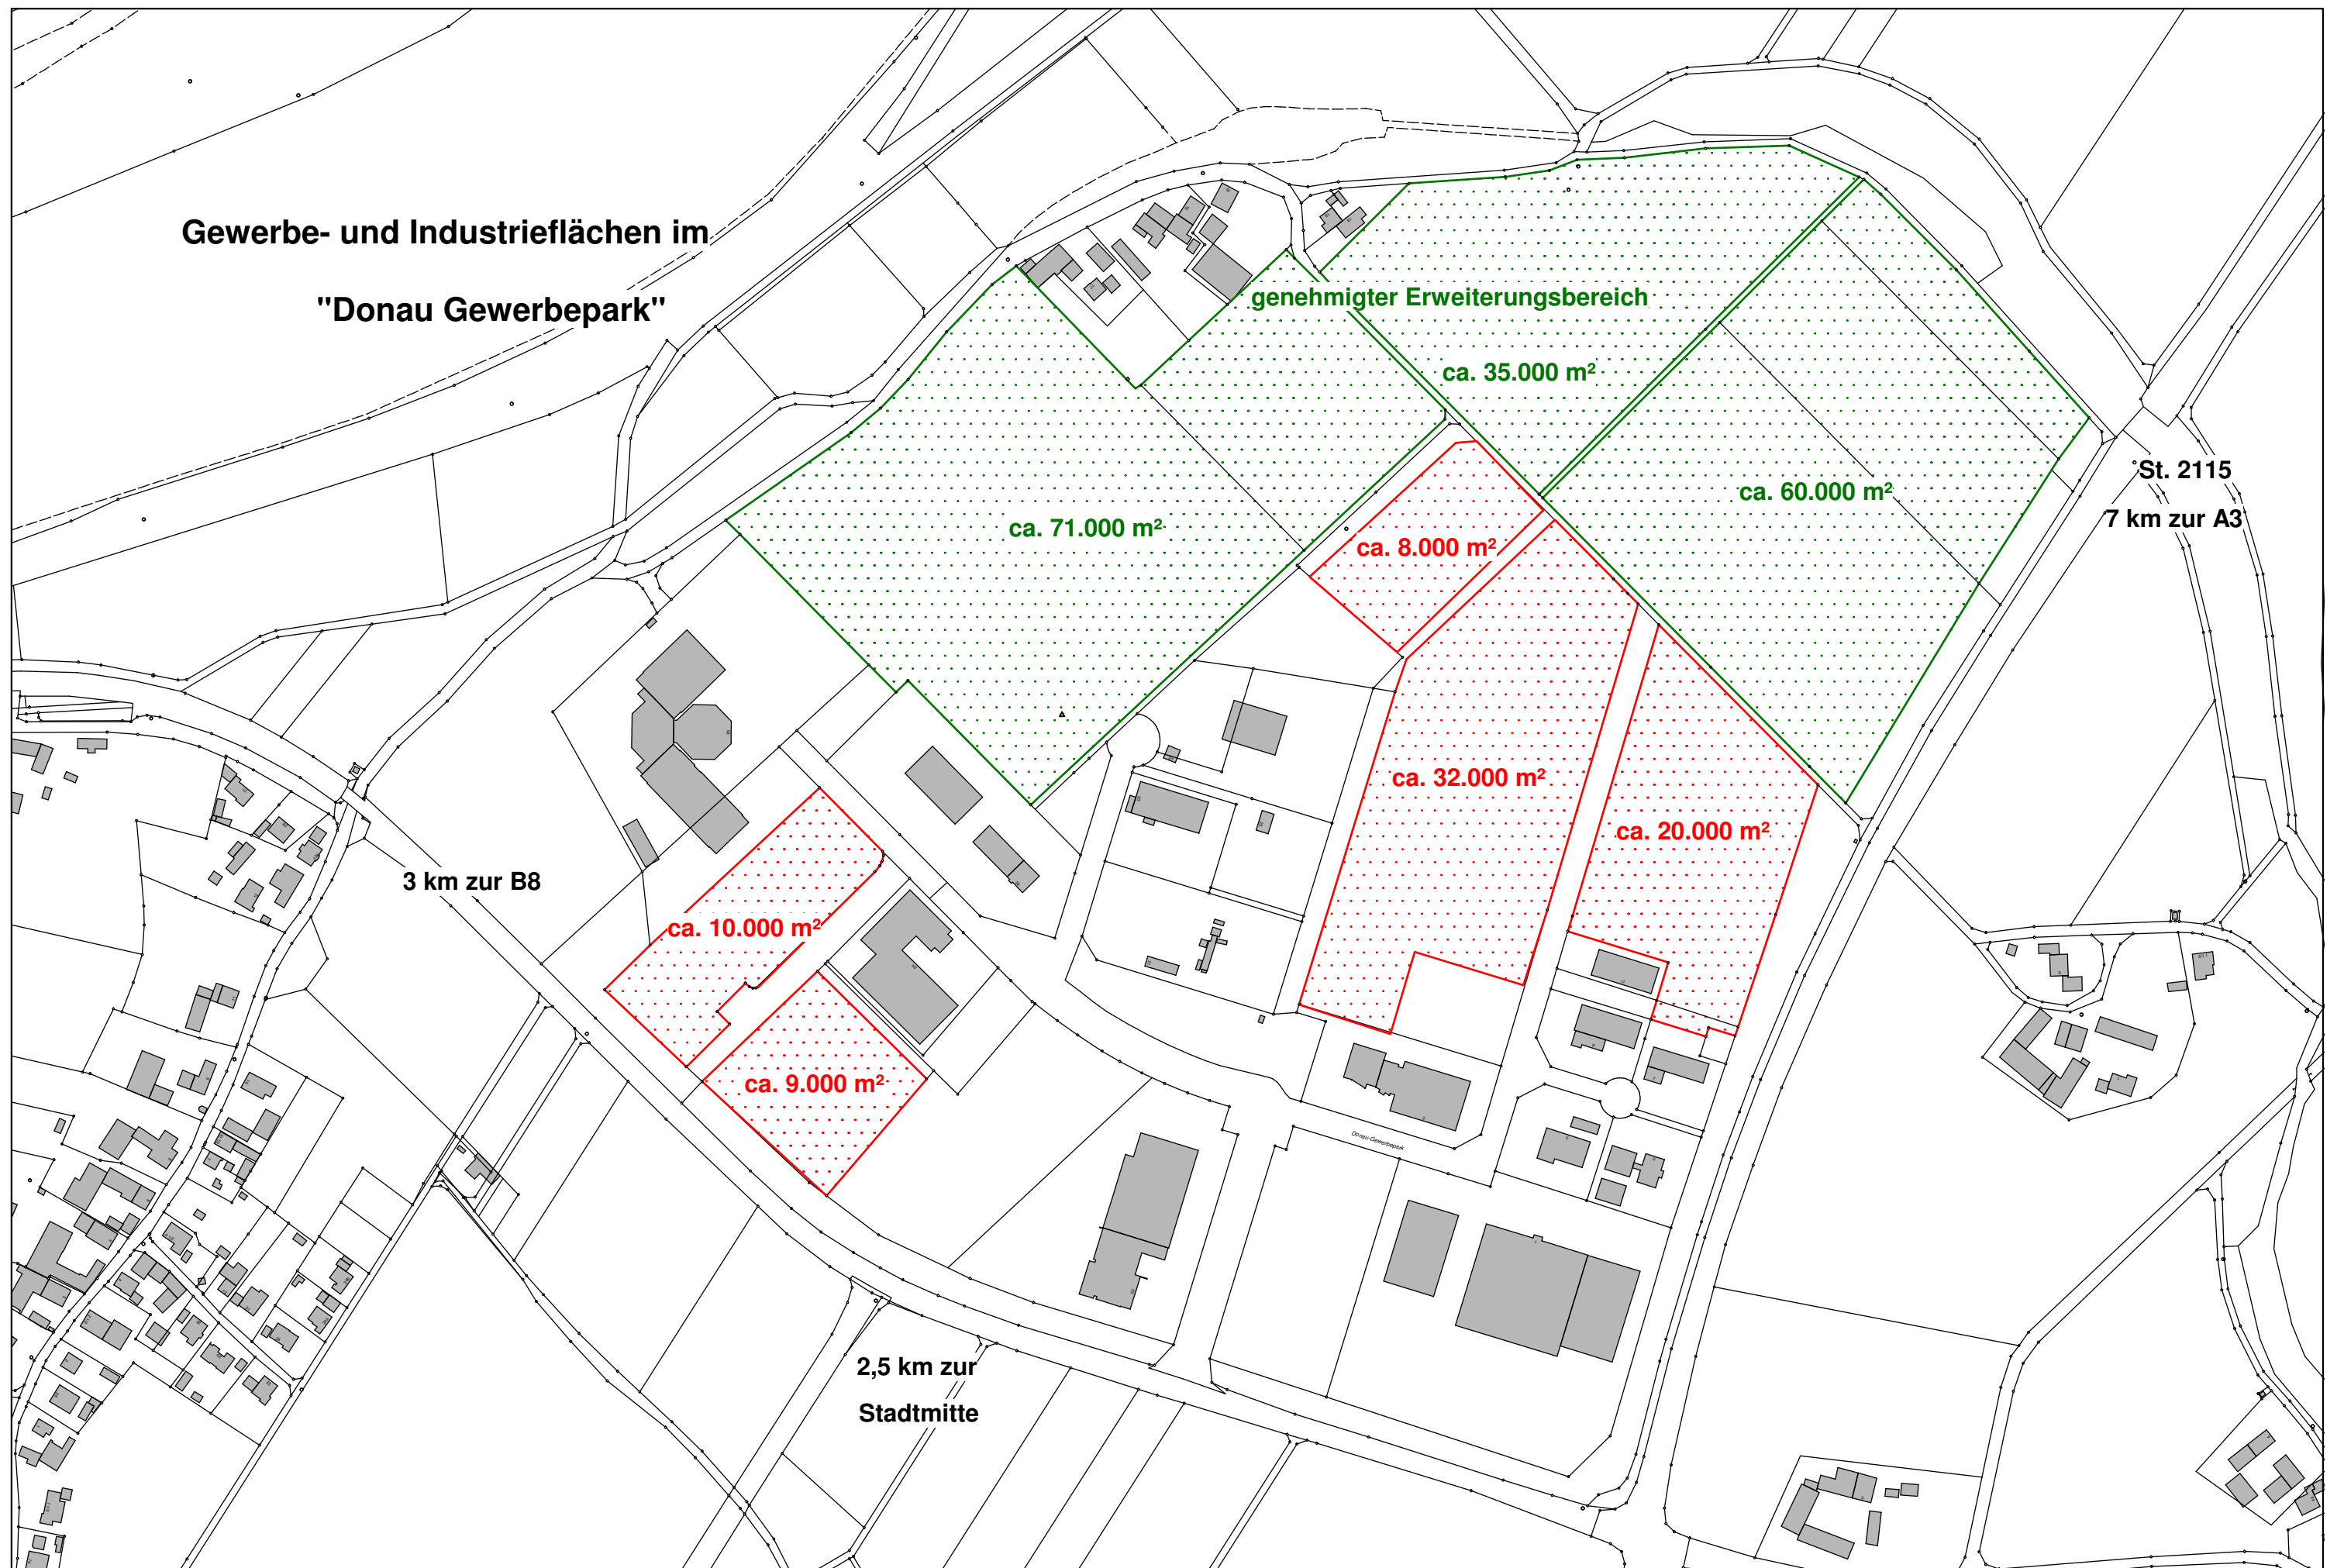 Gewerbe- und Industrieflächen im
"Donau Gewerbepark"
genehmigter Erweiterungsbereich
ca. 35.000 m²
ca. 60.000 m²
St. 2115
7 km zur A3
ca. 71.000 m²
ca. 8.000 m²
ca. 32.000 m²
ca. 20.000 m²
3 km zur B8
ca. 10.000 m²
ca. 9.000 m²
Donau-Gewerbepark
2,5 km zur
Stadtmitte